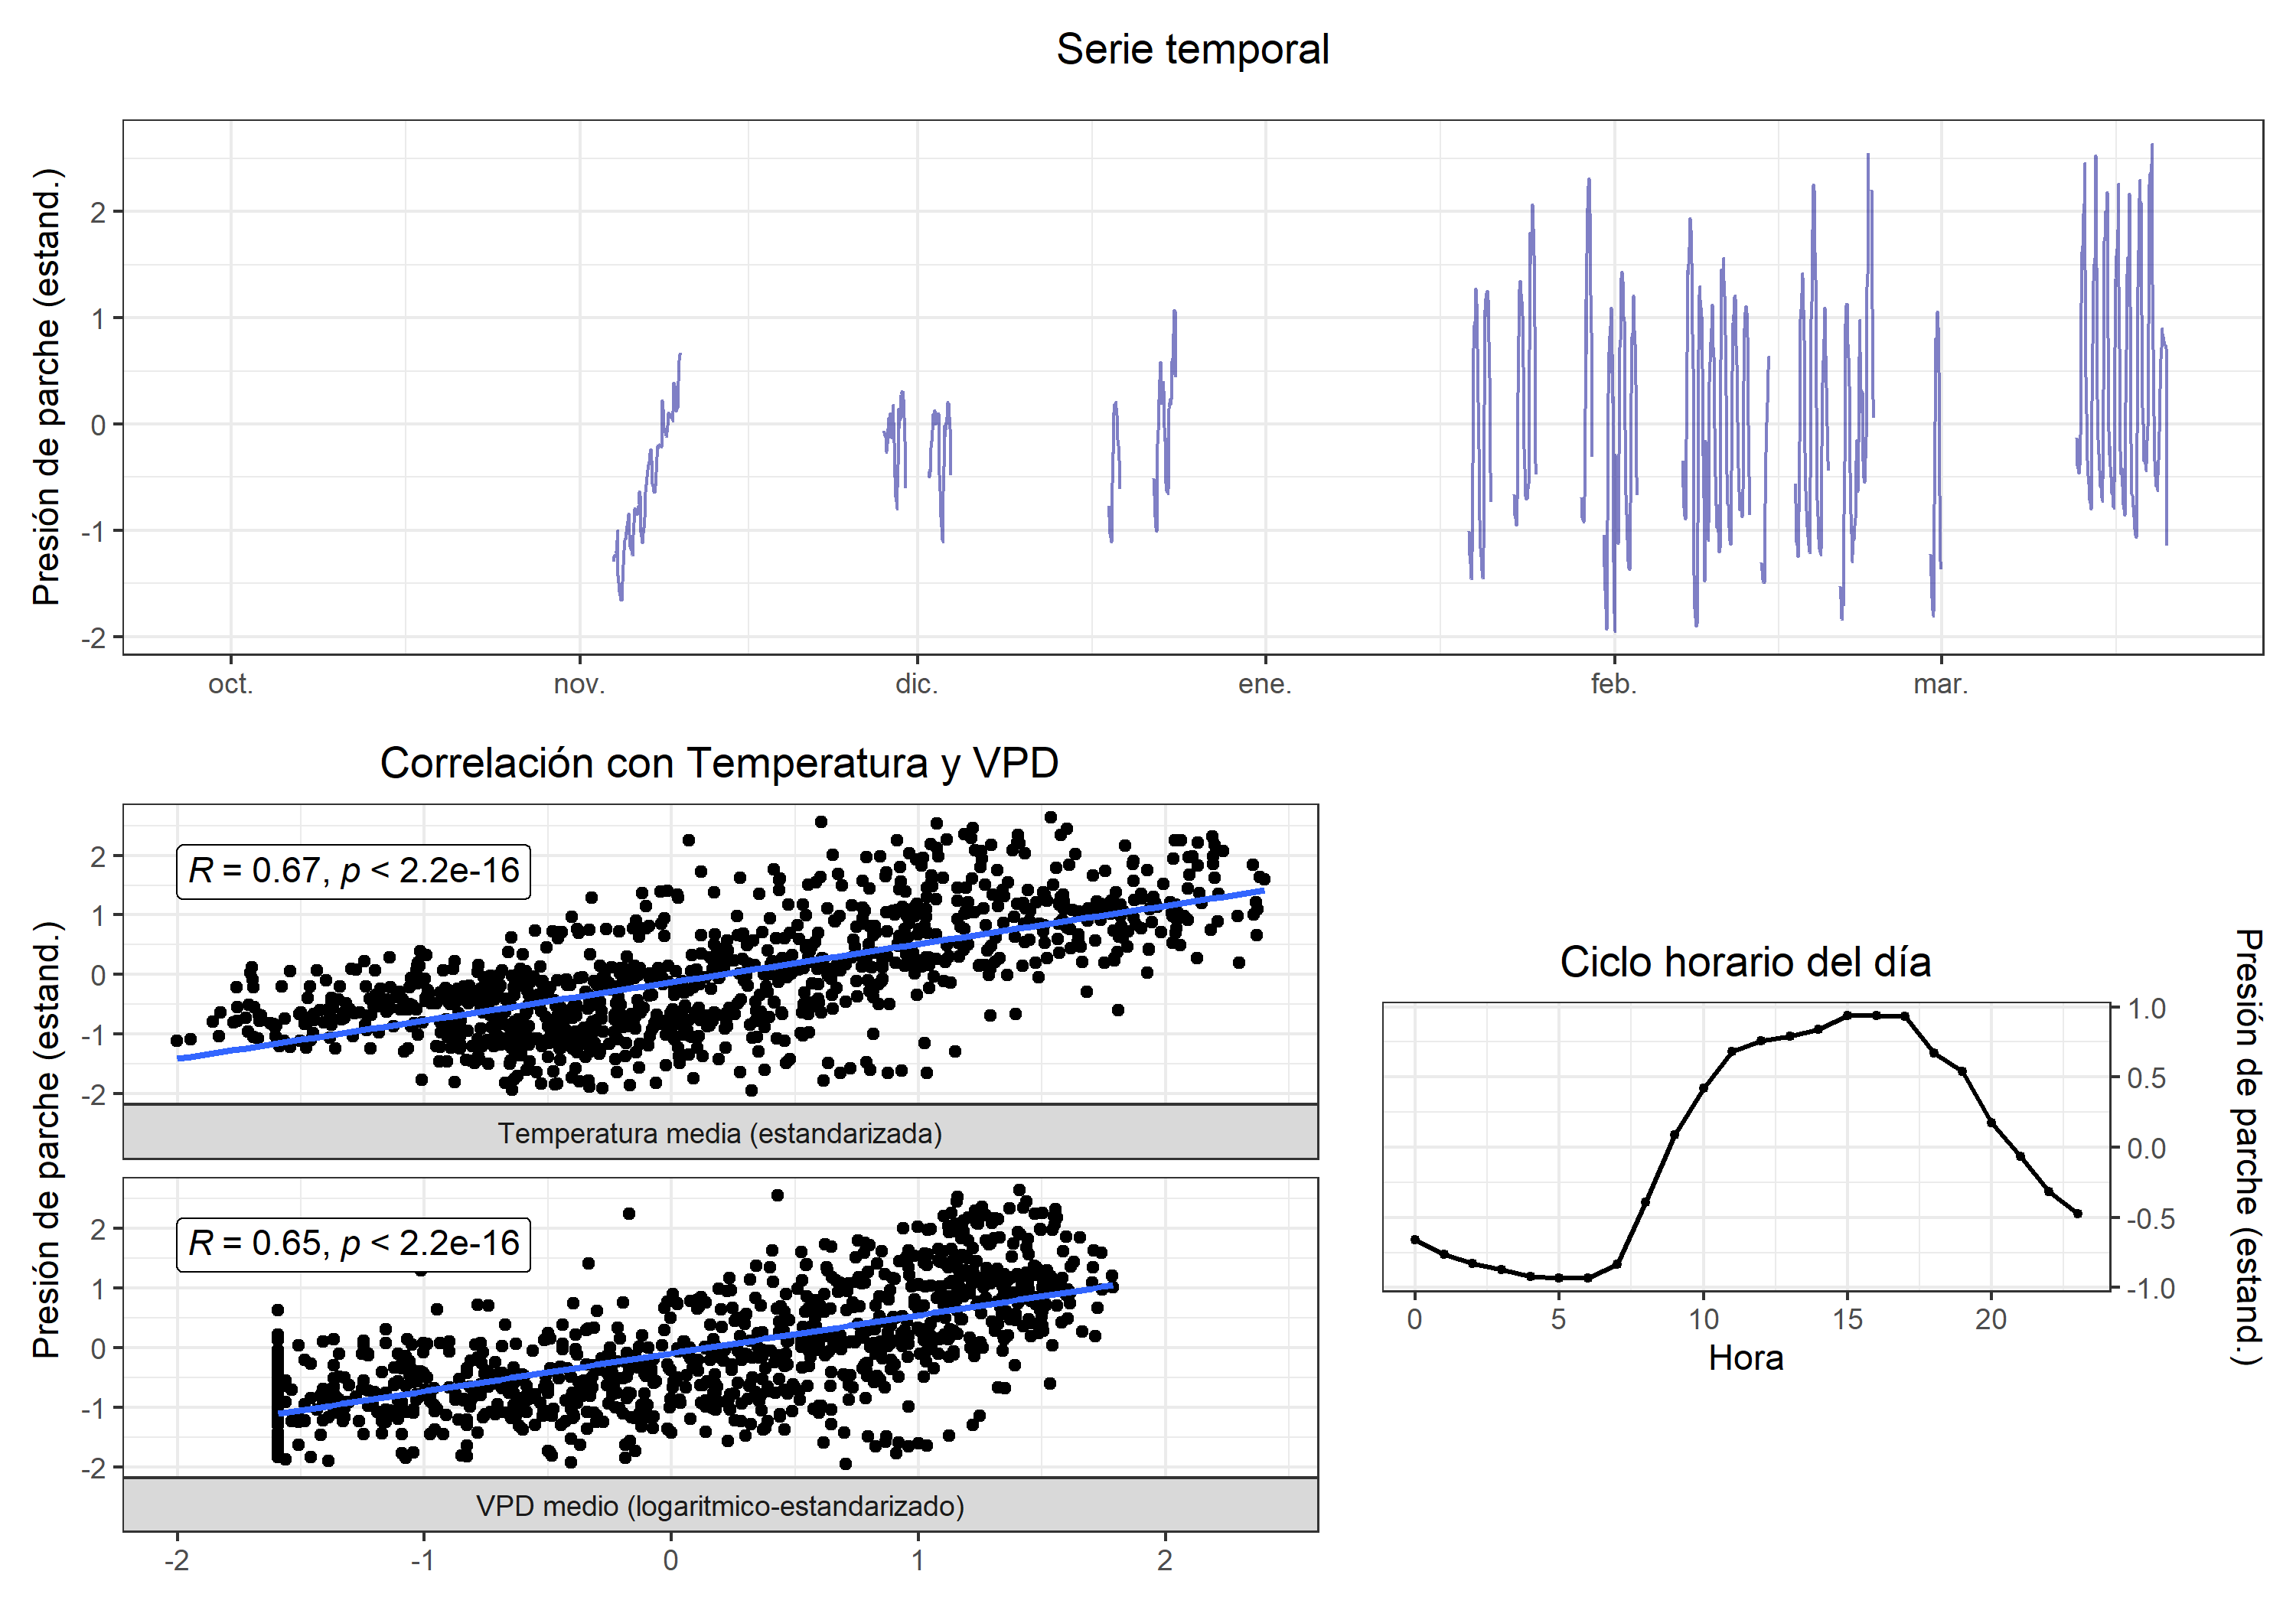 Serie temporal
Presión de parche (estand.)
2
1
0
-1
-2
oct.
nov.
dic.
ene.
feb.
mar.
Correlación con Temperatura y VPD
Presión de parche (estand.)
2
1
0
-1
-2
R = 0.67, p < 2.2e-16
Temperatura media (estandarizada)
2
1
0
-1
-2
R = 0.65, p < 2.2e-16
VPD medio (logaritmico-estandarizado)
-2
-1
0
1
2
Ciclo horario del día
1.0
0.5
0.0
-0.5
-1.0
Presión de parche (estand.)
0
5
10
15
20
Hora